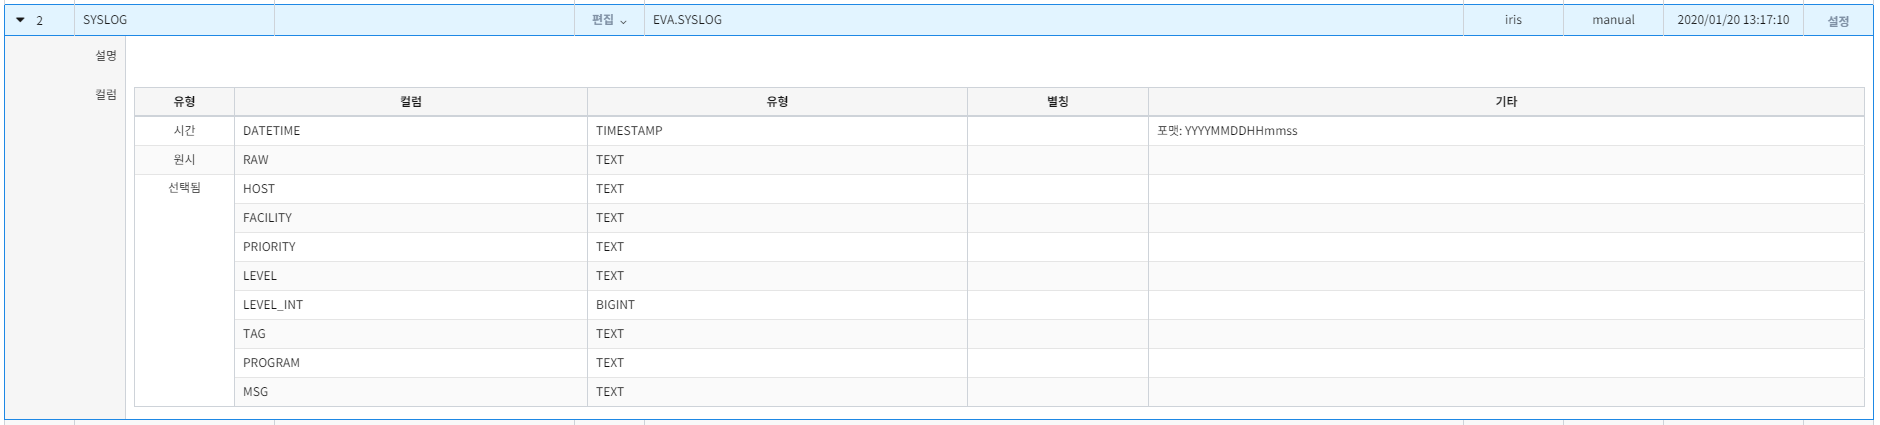 2 SYSLOG 편집 EVA.SYSLOG iris manual 2020/01/20 13:17:10 설정
설명
컬럼
유형 컬럼 유형 별칭 기타
시간 DATETIME TIMESTAMP 포맷: YYYYMMDDHHmmss
원시 RAW TEXT
선택됨 HOST TEXT
FACILITY TEXT
PRIORITY TEXT
LEVEL TEXT
LEVEL_INT BIGINT
TAG TEXT
PROGRAM TEXT
MSG TEXT